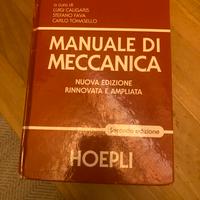 a cura di
LUIGI CALIGARIS
STEFANO FAVA
CARLO TOMASELLO
MANUALE DI
MECCANICA
NUOVA EDIZIONE
RINNOVATA E AMPLIATA
Seconda edizione
HOEPLI